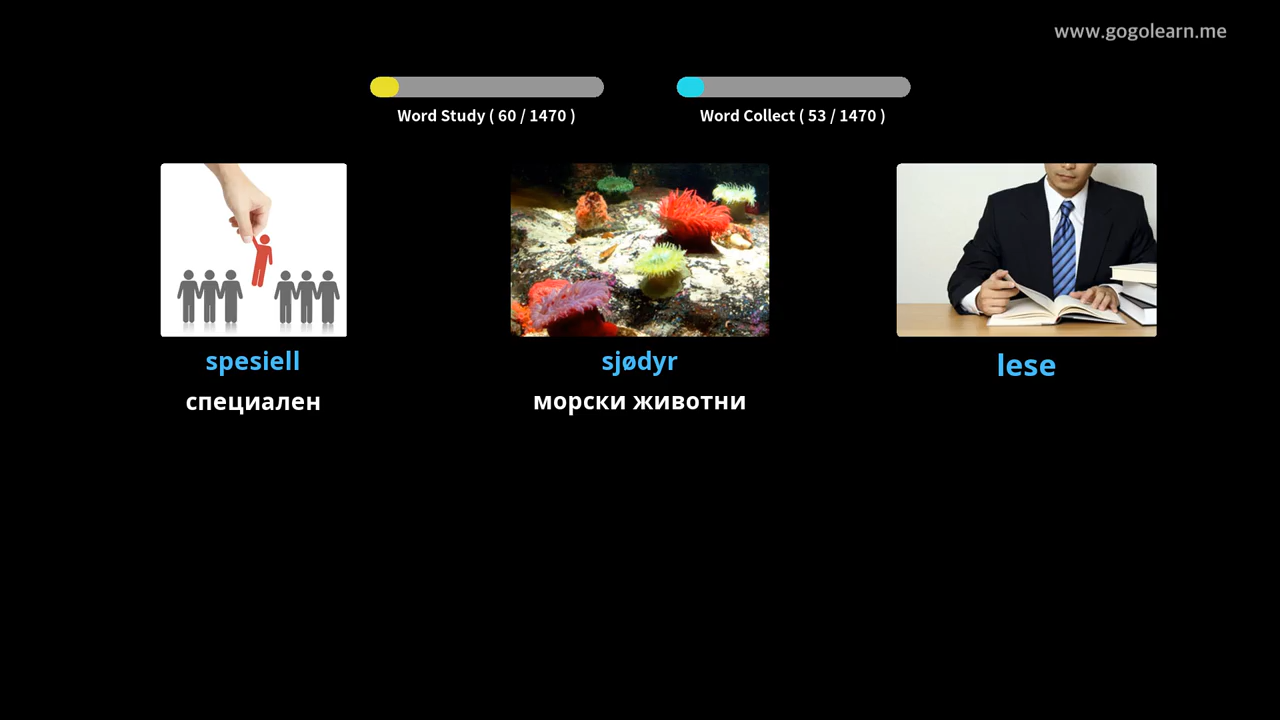 www.gogolearn.me
Word Study ( 60 / 1470 )
Word Collect ( 53 / 1470 )
spesiell
sjødyr
lese
специален
морски животни